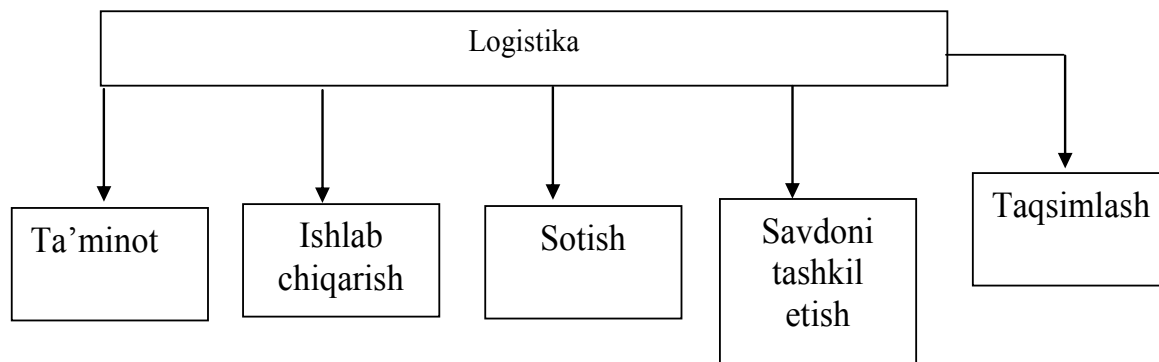 Logistika
Ta’minot
Ishlab
chiqarish
Sotish
Savdoni
tashkil
etish
Taqsimlash